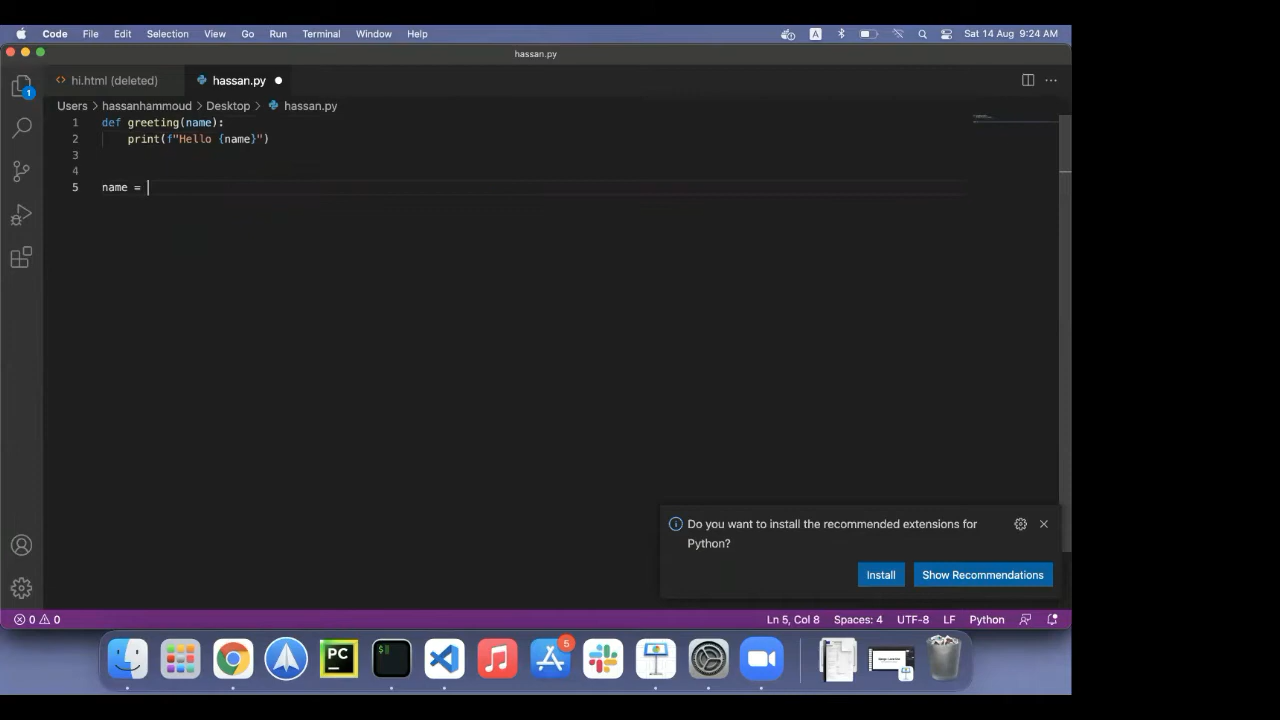 Code File Edit Selection View Go Run Terminal Window Help A Sat 14 Aug 9:24 AM
hassan.py
<> hi.html (deleted) hassan.py
1
Users > hassanhammoud > Desktop > hassan.py
1 def greeting(name):
2 print(f"Hello {name}")
3
4
5 name =
Do you want to install the recommended extensions for
Python?
Install Show Recommendations
0 0 Ln 5, Col 8 Spaces: 4 UTF-8 LF Python
PC $ 5